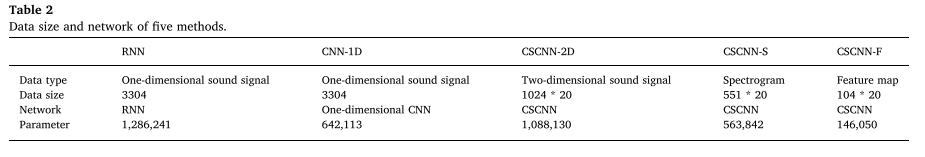 Table 2
Data size and network of five methods.
RNN CNN-1D CSCNN-2D CSCNN-S CSCNN-F
Data type One-dimensional sound signal One-dimensional sound signal Two-dimensional sound signal Spectrogram Feature map
Data size 3304 3304 1024 * 20 551 * 20 104 * 20
Network RNN One-dimensional CNN CSCNN CSCNN CSCNN
Parameter 1,286,241 642,113 1,088,130 563,842 146,050